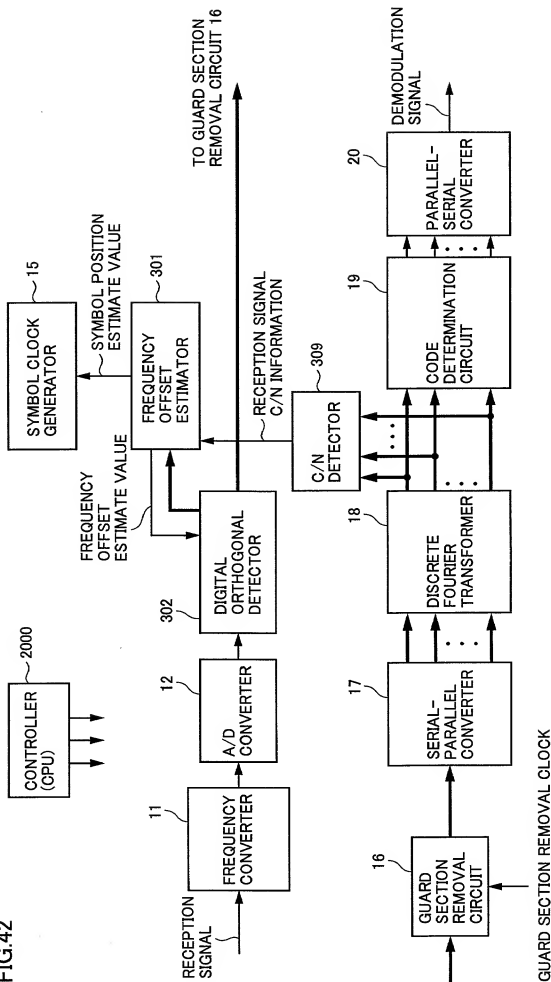 FIG.42
2000
CONTROLLER
(CPU)
15
SYMBOL CLOCK
GENERATOR
SYMBOL POSITION
ESTIMATE VALUE
FREQUENCY
OFFSET
ESTIMATE VALUE
301
FREQUENCY
OFFSET
ESTIMATOR
TO GUARD SECTION
REMOVAL CIRCUIT 16
RECEPTION
SIGNAL
11
FREQUENCY
CONVERTER
12
A/D
CONVERTER
302
DIGITAL
ORTHOGONAL
DETECTOR
RECEPTION SIGNAL
C/N INFORMATION
309
C/N
DETECTOR
16
GUARD
SECTION
REMOVAL
CIRCUIT
GUARD SECTION REMOVAL CLOCK
17
SERIAL-
PARALLEL
CONVERTER
18
DISCRETE
FOURIER
TRANSFORMER
19
CODE
DETERMINATION
CIRCUIT
20
PARALLEL-
SERIAL
CONVERTER
DEMODULATION
SIGNAL